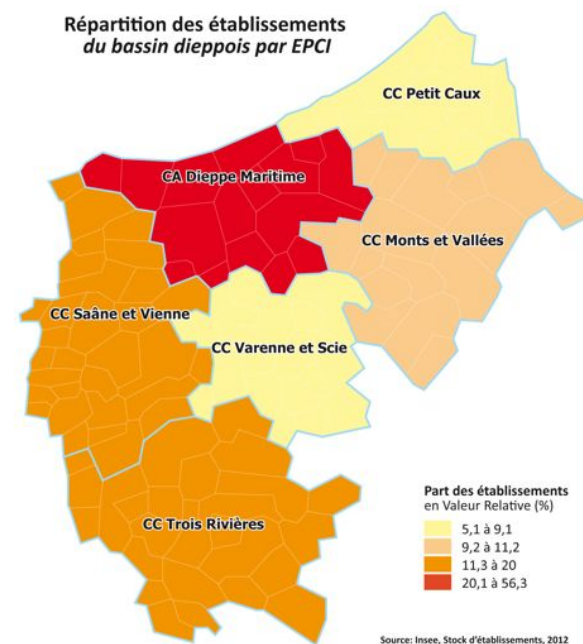 Répartition des établissements
du bassin dieppois par EPCI
CC Petit Caux
CA Dieppe Maritime
CC Monts et Vallées
CC Saâne et Vienne
CC Varenne et Scie
CC Trois Rivières
Part des établissements
en Valeur Relative (%)
5,1 à 9,1
9,2 à 11,2
11,3 à 20
20,1 à 56,3
Source: Insee, Stock d'établissements, 2012